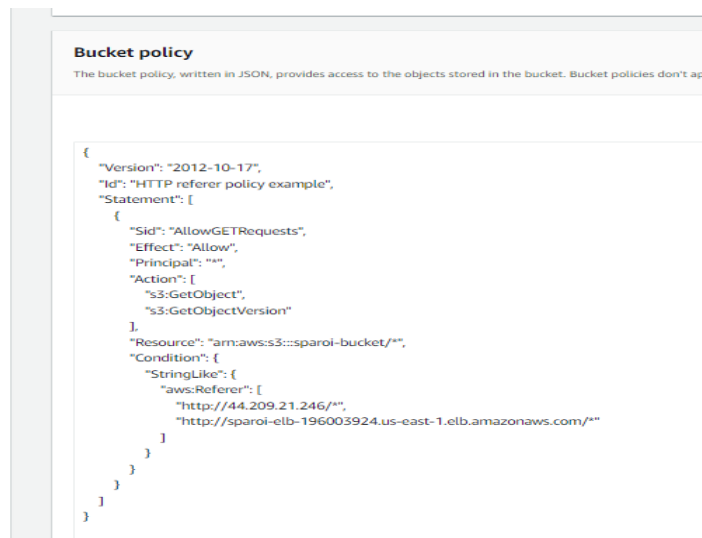 Bucket policy
The bucket policy, written in JSON, provides access to the objects stored in the bucket. Bucket policies don't ap
{
"Version": "2012-10-17",
"Id": "HTTP referer policy example",
"Statement": [
{
"Sid": "AllowGETRequests",
"Effect": "Allow",
"Principal": "*",
"Action": [
"s3:GetObject",
"s3:GetObjectVersion"
],
"Resource": "arn:aws:s3:::sparoi-bucket/*",
"Condition": {
"StringLike": {
"aws:Referer": [
"http://44.209.21.246/*",
"http://sparoi-elb-196003924.us-east-1.elb.amazonaws.com/*"
]
}
}
}
]
}